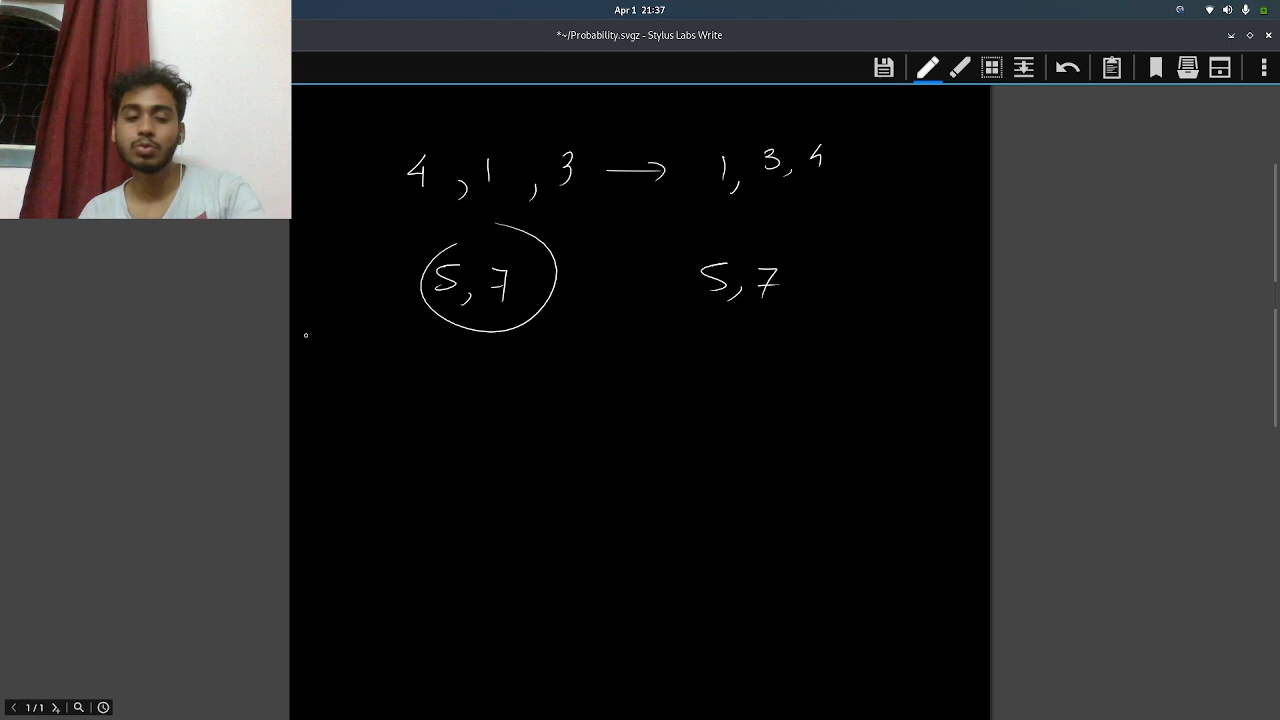 Apr 1 21:37
*~/Probability.svgz - Stylus Labs Write
4, 1, 3 → 1, 3, 4
5, 7 5, 7
1/1